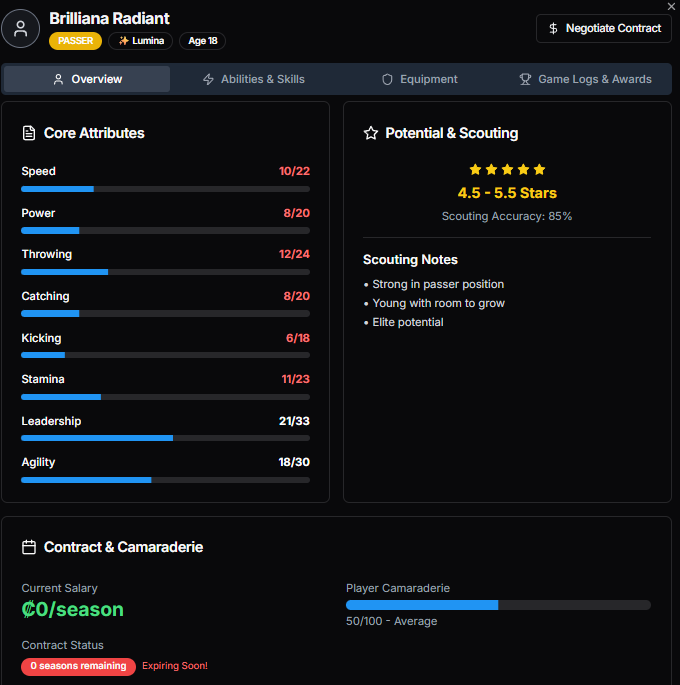 Brilliana Radiant
PASSER
✨ Lumina
Age 18
$ Negotiate Contract
Overview
Abilities & Skills
Equipment
Game Logs & Awards
Core Attributes
Speed 10/22
Power 8/20
Throwing 12/24
Catching 8/20
Kicking 6/18
Stamina 11/23
Leadership 21/33
Agility 18/30
Potential & Scouting
4.5 - 5.5 Stars
Scouting Accuracy: 85%
Scouting Notes
• Strong in passer position
• Young with room to grow
• Elite potential
Contract & Camaraderie
Current Salary
₡0/season
Contract Status
0 seasons remaining Expiring Soon!
Player Camaraderie
50/100 - Average